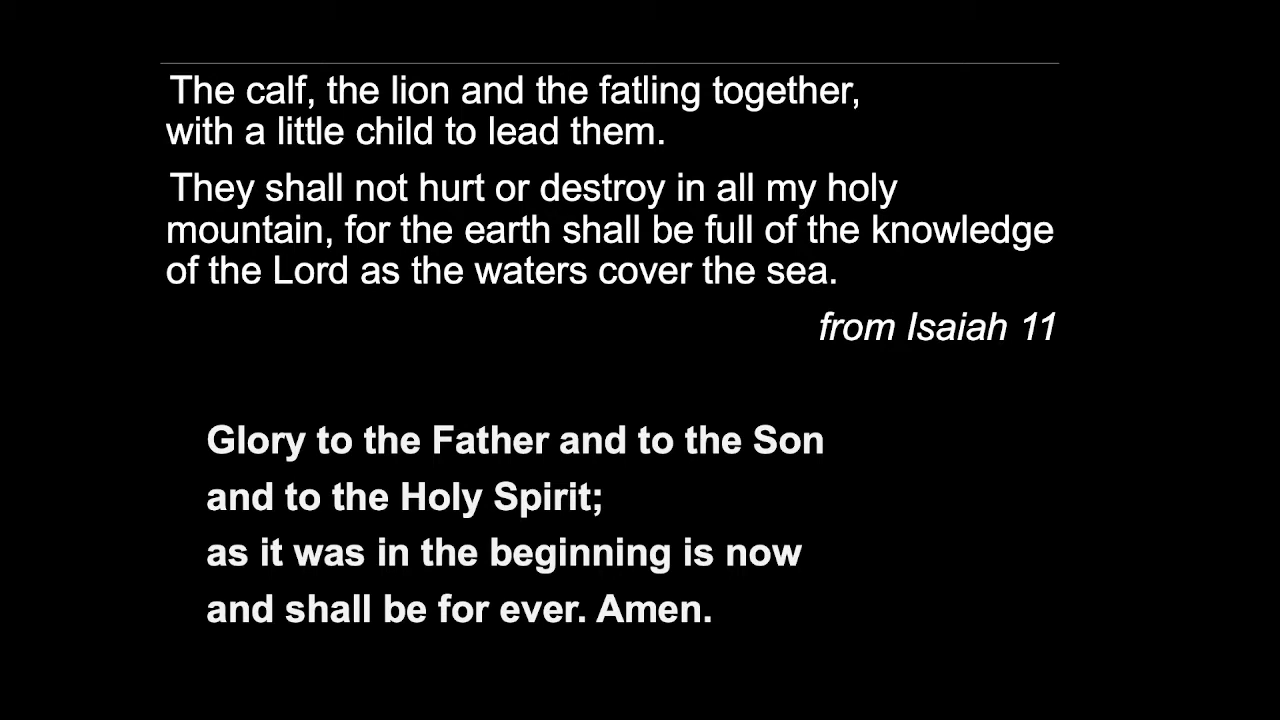 The calf, the lion and the fatling together,
with a little child to lead them.
They shall not hurt or destroy in all my holy
mountain, for the earth shall be full of the knowledge
of the Lord as the waters cover the sea.
from Isaiah 11
Glory to the Father and to the Son
and to the Holy Spirit;
as it was in the beginning is now
and shall be for ever. Amen.